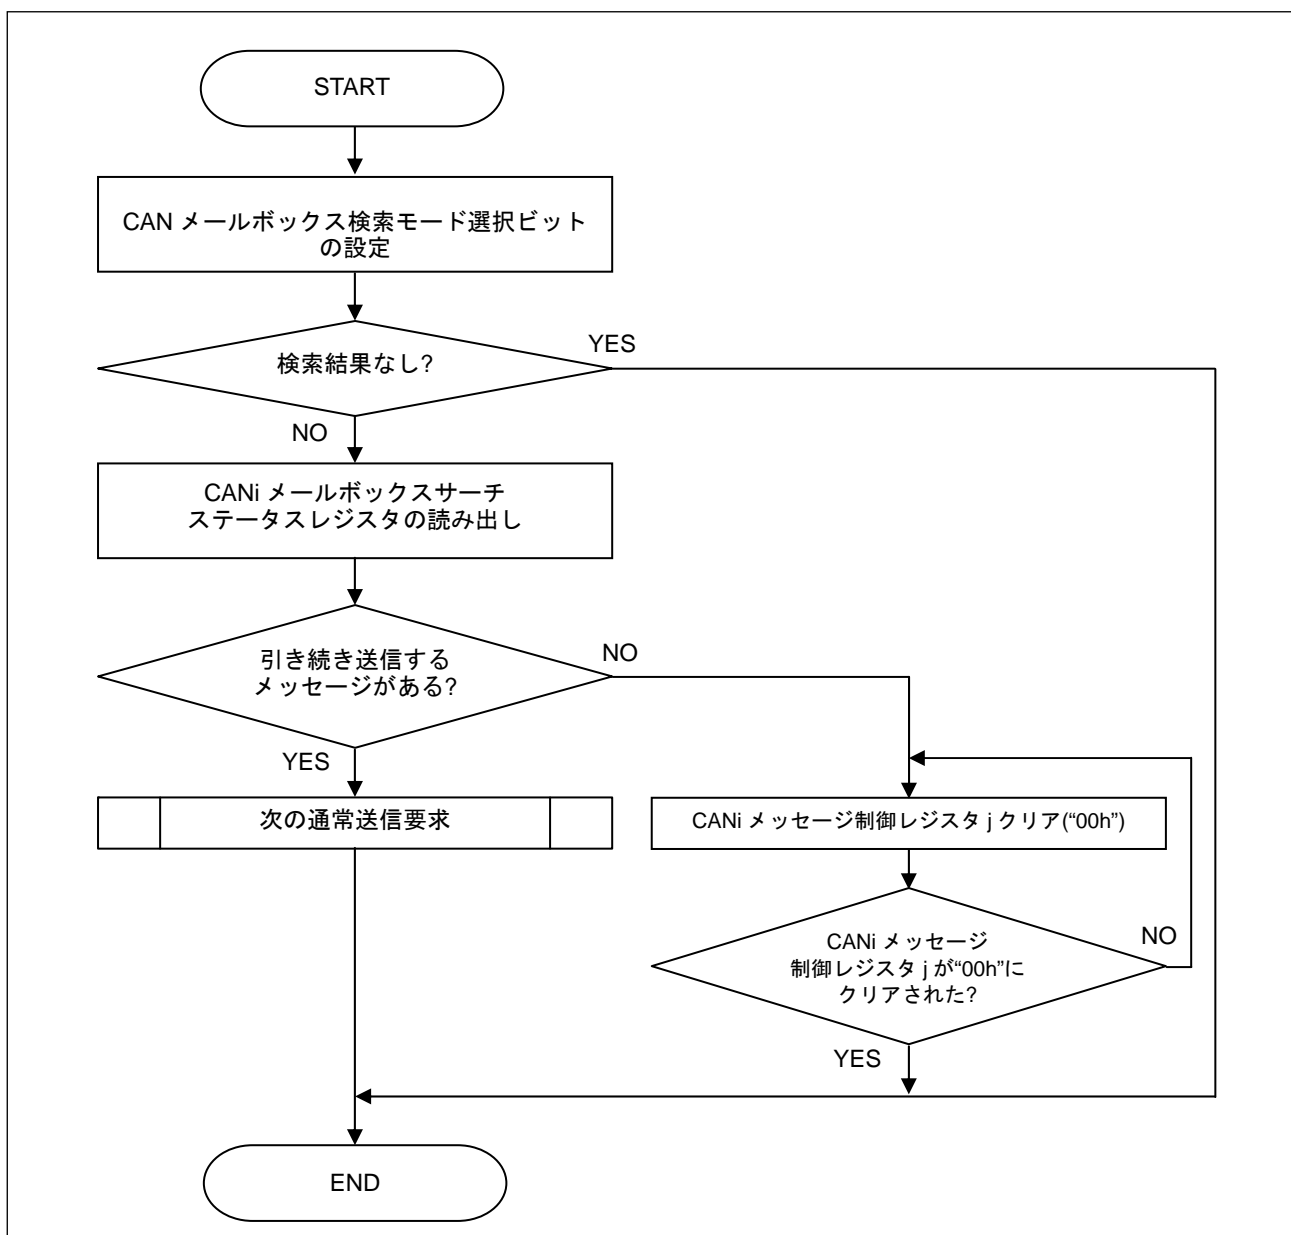 START
CAN メールボックス検索モード選択ビット
の設定
検索結果なし?
YES
NO
CANi メールボックスサーチ
ステータスレジスタの読み出し
引き続き送信する
メッセージがある?
NO
YES
次の通常送信要求
CANi メッセージ制御レジスタ j クリア(“00h”)
CANi メッセージ
制御レジスタ j が“00h”に
クリアされた?
NO
YES
END